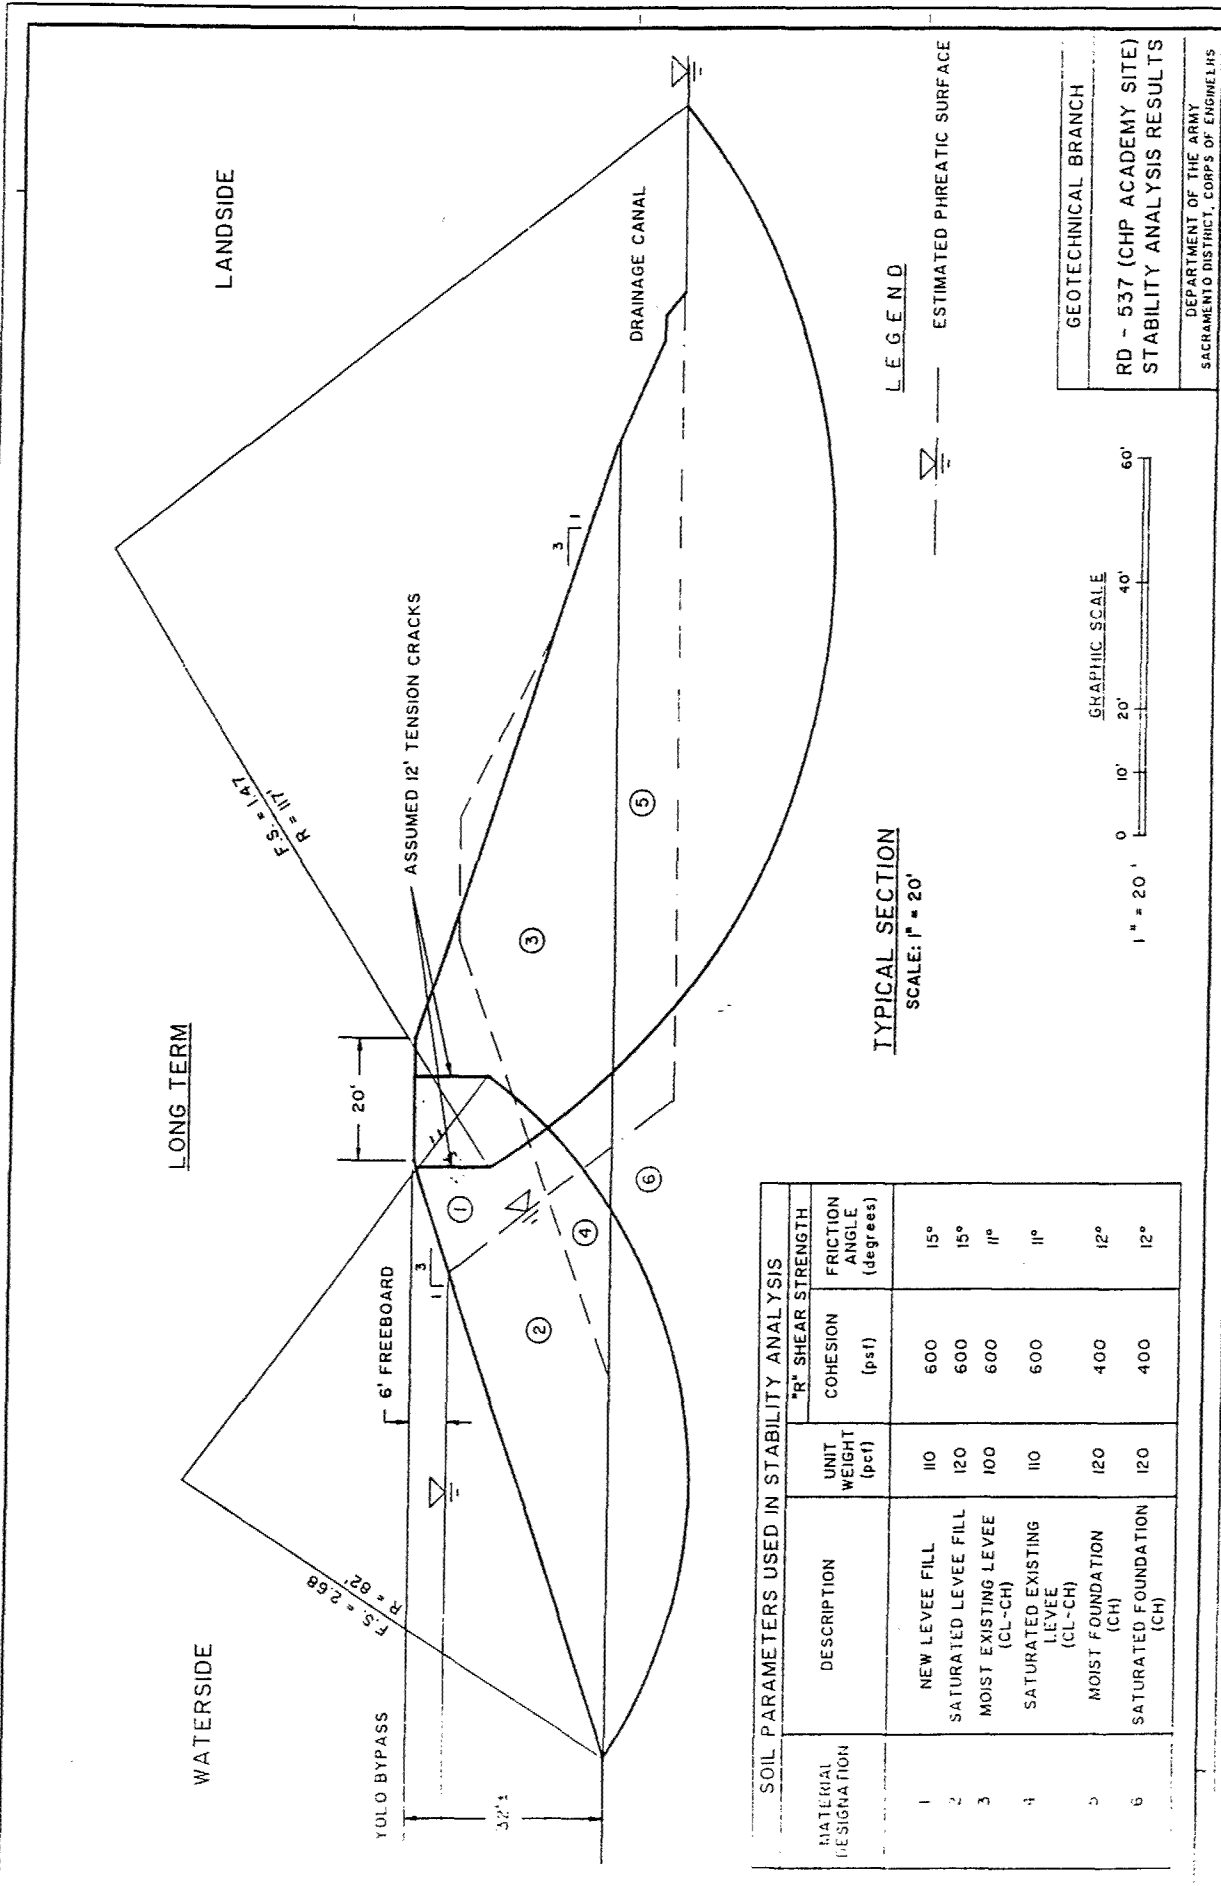 LONG TERM
WATERSIDE
LANDSIDE
F.S. = 2.68
R = 82'
F.S. = 1.47
R = 117'
YOLO BYPASS
6' FREEBOARD
20'
ASSUMED 12' TENSION CRACKS
32'±
3
1
3
1
DRAINAGE CANAL
1
2
3
4
5
6
TYPICAL SECTION
SCALE: 1" = 20'
LEGEND
ESTIMATED PHREATIC SURFACE
SOIL PARAMETERS USED IN STABILITY ANALYSIS
MATERIAL DESIGNATION
DESCRIPTION
UNIT WEIGHT (pcf)
"R" SHEAR STRENGTH
COHESION (psf)
FRICTION ANGLE (degrees)
1 NEW LEVEE FILL 110 600 15°
2 SATURATED LEVEE FILL 120 600 15°
3 MOIST EXISTING LEVEE (CL-CH) 100 600 11°
4 SATURATED EXISTING LEVEE (CL-CH) 110 600 11°
5 MOIST FOUNDATION (CH) 120 400 12°
6 SATURATED FOUNDATION (CH) 120 400 12°
GRAPHIC SCALE
1" = 20'
0 10' 20' 40' 60'
GEOTECHNICAL BRANCH
RD - 537 (CHP ACADEMY SITE)
STABILITY ANALYSIS RESULTS
DEPARTMENT OF THE ARMY
SACRAMENTO DISTRICT, CORPS OF ENGINEERS